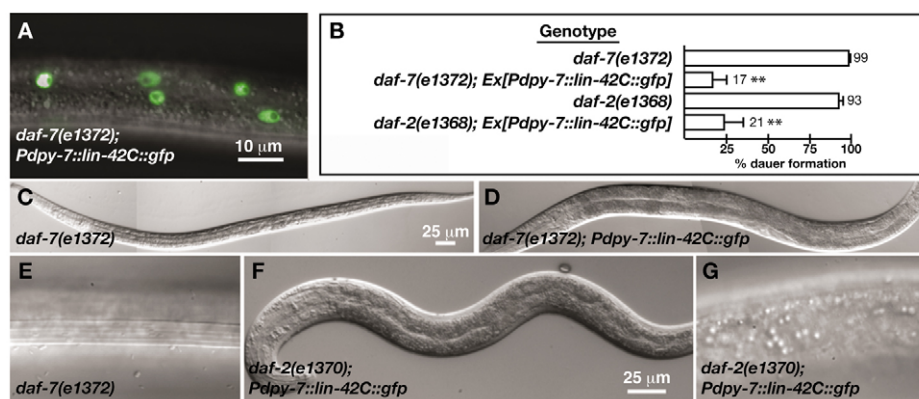 A
daf-7(e1372);
Pdpy-7::lin-42C::gfp
10 μm
B
Genotype
daf-7(e1372) 99
daf-7(e1372); Ex[Pdpy-7::lin-42C::gfp] 17 **
daf-2(e1368) 93
daf-2(e1368); Ex[Pdpy-7::lin-42C::gfp] 21 **
25 50 75 100
% dauer formation
C
daf-7(e1372)
25 μm
D
daf-7(e1372); Pdpy-7::lin-42C::gfp
E
daf-7(e1372)
F
daf-2(e1370);
Pdpy-7::lin-42C::gfp
25 μm
G
daf-2(e1370);
Pdpy-7::lin-42C::gfp